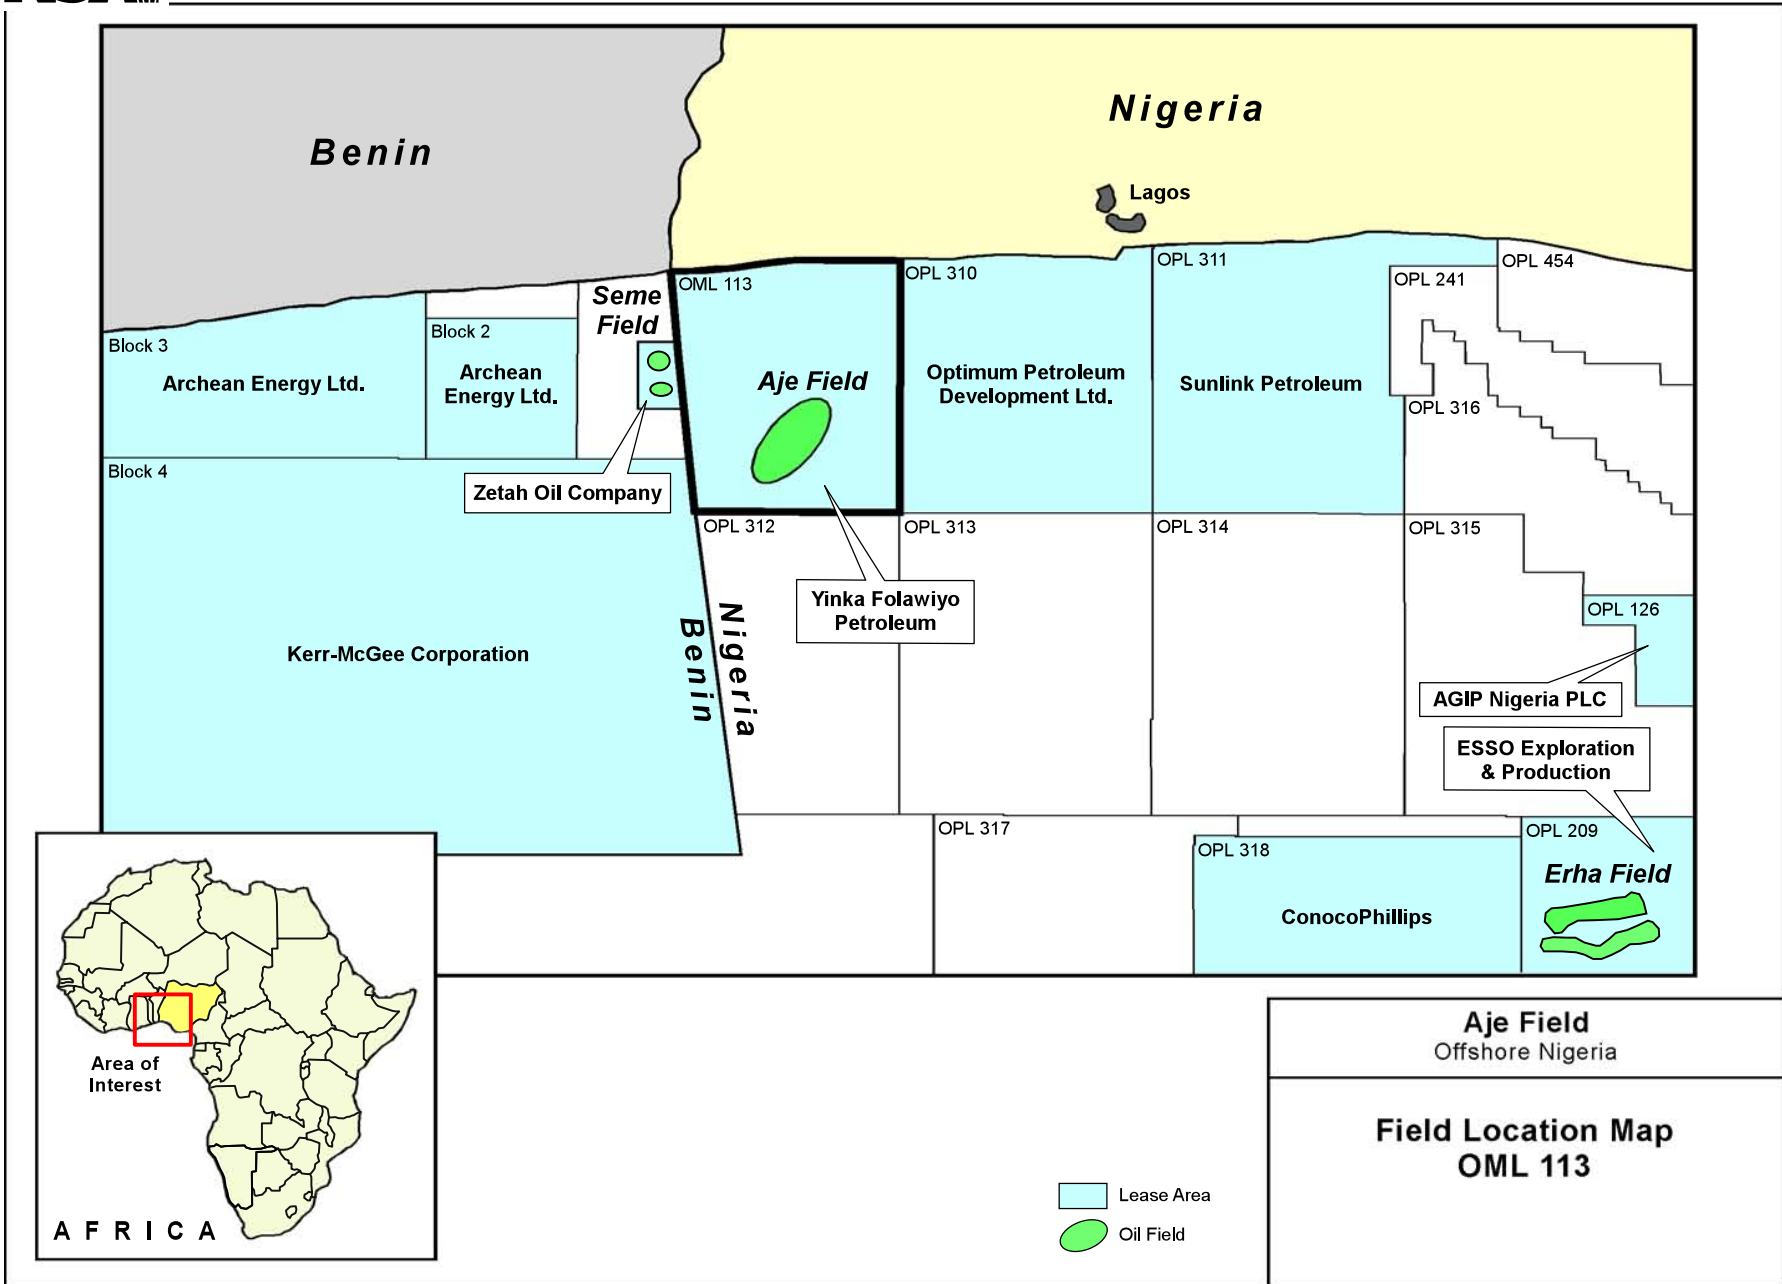 Benin
Nigeria
Lagos
OML 113
OPL 310
OPL 311
OPL 454
OPL 241
Seme
Field
Block 3
Archean Energy Ltd.
Block 2
Archean
Energy Ltd.
Aje Field
Optimum Petroleum
Development Ltd.
Sunlink Petroleum
OPL 316
Block 4
Zetah Oil Company
OPL 312
OPL 313
OPL 314
OPL 315
Yinka Folawiyo
Petroleum
OPL 126
Kerr-McGee Corporation
Nigeria
Benin
AGIP Nigeria PLC
ESSO Exploration
& Production
OPL 317
OPL 318
OPL 209
Erha Field
ConocoPhillips
Area of
Interest
AFRICA
Lease Area
Oil Field
Aje Field
Offshore Nigeria
Field Location Map
OML 113